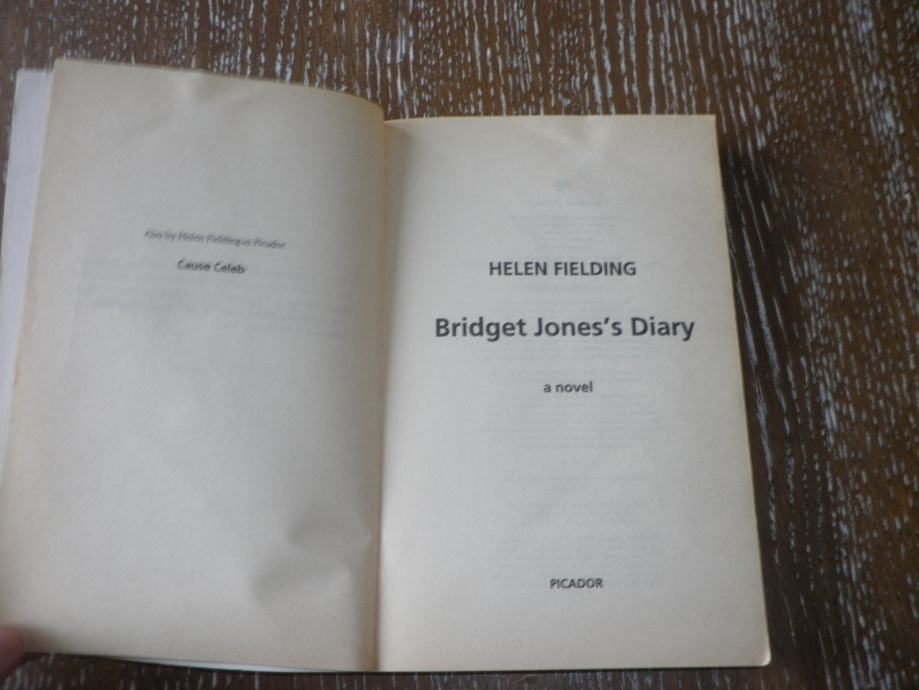 Also by Helen Fielding in Picador
Cause Celeb
HELEN FIELDING
Bridget Jones's Diary
a novel
PICADOR